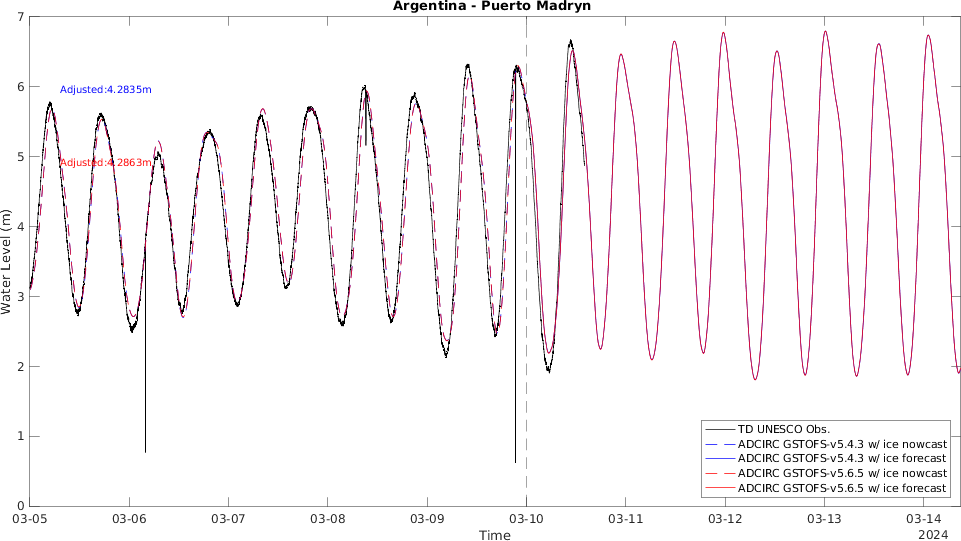 Argentina - Puerto Madryn
7
6
5
4
3
2
1
0
Water Level (m)
Adjusted:4.2835m
Adjusted:4.2863m
TD UNESCO Obs.
ADCIRC GSTOFS-v5.4.3 w/ ice nowcast
ADCIRC GSTOFS-v5.4.3 w/ ice forecast
ADCIRC GSTOFS-v5.6.5 w/ ice nowcast
ADCIRC GSTOFS-v5.6.5 w/ ice forecast
03-05 03-06 03-07 03-08 03-09 03-10 03-11 03-12 03-13 03-14
Time
2024